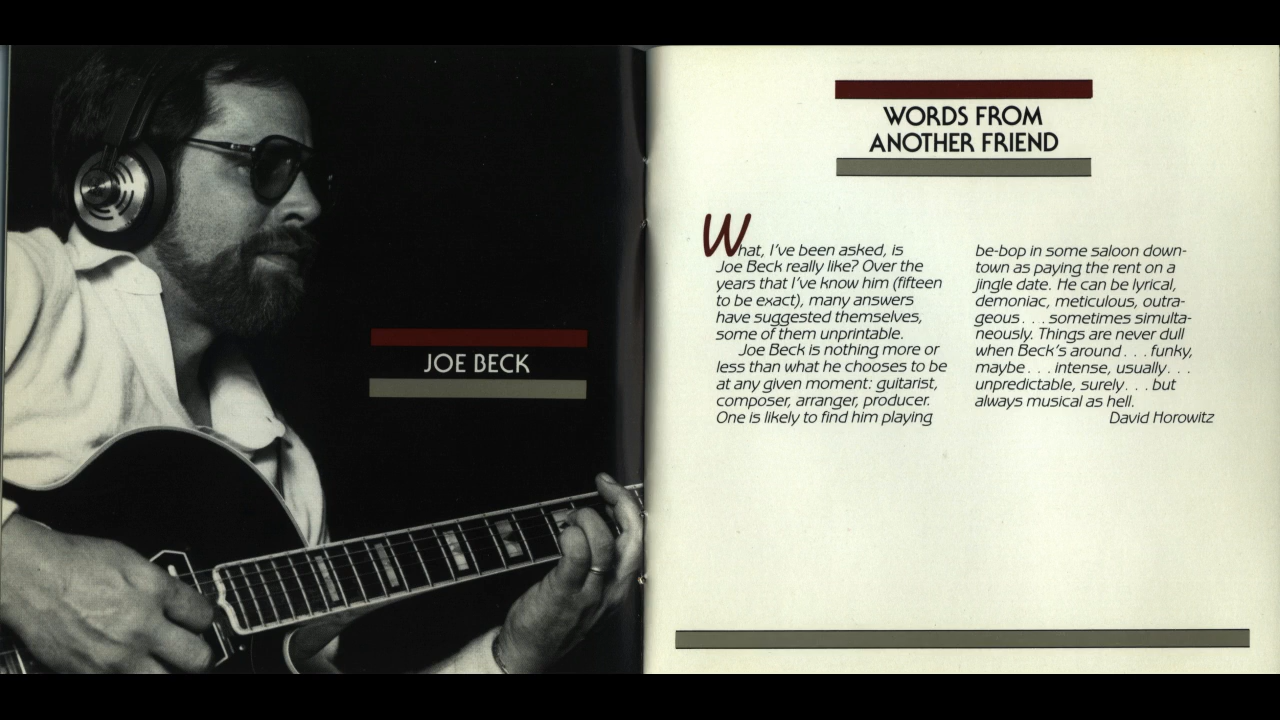 JOE BECK
WORDS FROM
ANOTHER FRIEND
What, I've been asked, is
Joe Beck really like? Over the
years that I've know him (fifteen
to be exact), many answers
have suggested themselves,
some of them unprintable.
Joe Beck is nothing more or
less than what he chooses to be
at any given moment: guitarist,
composer, arranger, producer.
One is likely to find him playing
be-bop in some saloon down-
town as paying the rent on a
jingle date. He can be lyrical,
demoniac, meticulous, outra-
geous . . . sometimes simulta-
neously. Things are never dull
when Beck's around . . . funky,
maybe . . . intense, usually . . .
unpredictable, surely . . . but
always musical as hell.
David Horowitz